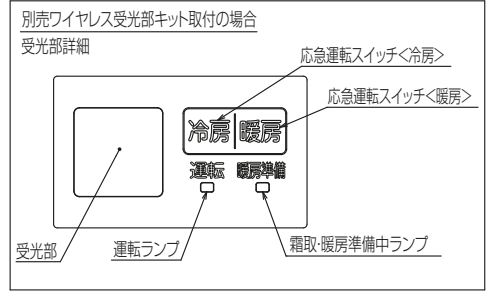 別売ワイヤレス受光部キット取付の場合
受光部詳細
応急運転スイッチ<冷房>
応急運転スイッチ<暖房>
冷房 暖房
運転 暖房準備
受光部
運転ランプ
霜取・暖房準備中ランプ